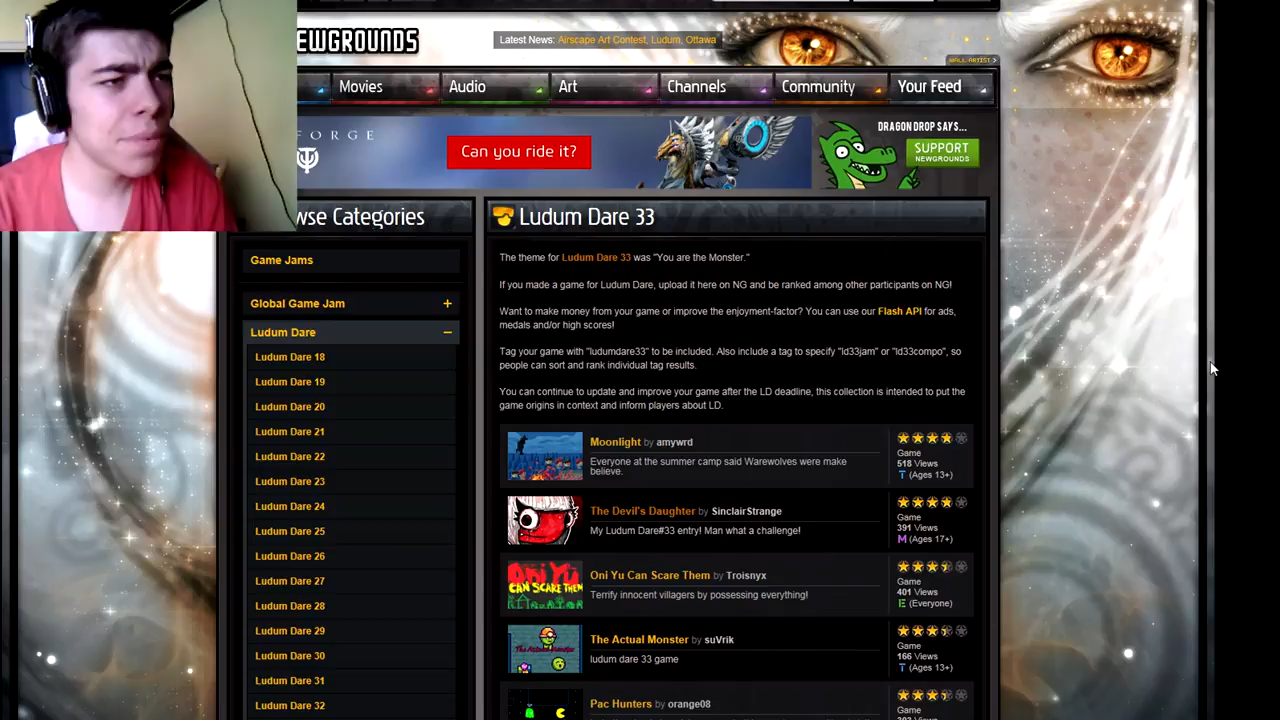 EWGROUNDS
Latest News: Airscape Art Contest, Ludum, Ottawa
WALL ARTIST >
Movies
Audio
Art
Channels
Community
Your Feed
FORGE
Can you ride it?
DRAGON DROP SAYS...
SUPPORT
NEWGROUNDS
wse Categories
Ludum Dare 33
Game Jams
Global Game Jam +
Ludum Dare −
Ludum Dare 18
Ludum Dare 19
Ludum Dare 20
Ludum Dare 21
Ludum Dare 22
Ludum Dare 23
Ludum Dare 24
Ludum Dare 25
Ludum Dare 26
Ludum Dare 27
Ludum Dare 28
Ludum Dare 29
Ludum Dare 30
Ludum Dare 31
Ludum Dare 32
The theme for Ludum Dare 33 was "You are the Monster."
If you made a game for Ludum Dare, upload it here on NG and be ranked among other participants on NG!
Want to make money from your game or improve the enjoyment-factor? You can use our Flash API for ads,
medals and/or high scores!
Tag your game with "ludumdare33" to be included. Also include a tag to specify "ld33jam" or "ld33compo", so
people can sort and rank individual tag results.
You can continue to update and improve your game after the LD deadline, this collection is intended to put the
game origins in context and inform players about LD.
Moonlight by amywrd
Everyone at the summer camp said Warewolves were make
believe.
Game
518 Views
T (Ages 13+)
The Devil's Daughter by SinclairStrange
My Ludum Dare#33 entry! Man what a challenge!
Game
391 Views
M (Ages 17+)
ONI YU
CAN SCARE THEM
Oni Yu Can Scare Them by Troisnyx
Terrify innocent villagers by possessing everything!
Game
401 Views
E (Everyone)
The Actual Monster
The Actual Monster by suVrik
ludum dare 33 game
Game
166 Views
T (Ages 13+)
Pac Hunters by orange08
Game